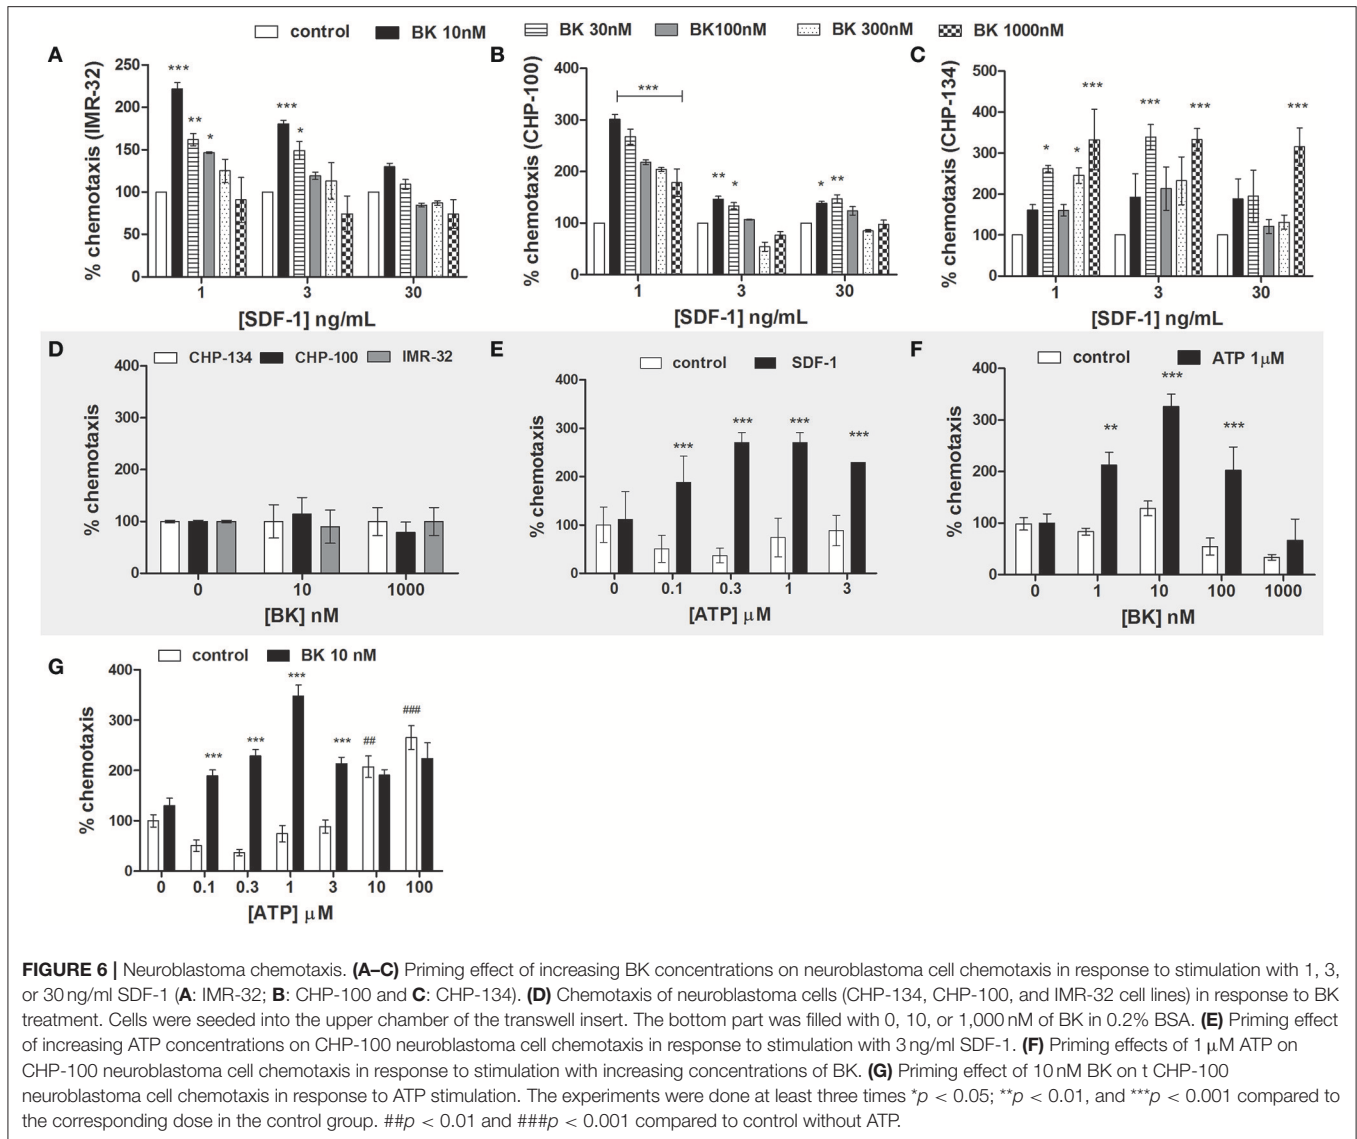 control BK 10nM BK 30nM BK100nM BK 300nM BK 1000nM
A
% chemotaxis (IMR-32)
250
200
150
100
50
0
***
**
*
***
*
1 3 30
[SDF-1] ng/mL
B
% chemotaxis (CHP-100)
400
300
200
100
0
***
**
*
*
**
1 3 30
[SDF-1] ng/mL
C
% chemotaxis (CHP-134)
500
400
300
200
100
0
*
*
***
***
***
***
1 3 30
[SDF-1] ng/mL
D
CHP-134 CHP-100 IMR-32
% chemotaxis
400
300
200
100
0
0 10 1000
[BK] nM
E
control SDF-1
% chemotaxis
400
300
200
100
0
***
***
***
***
0 0.1 0.3 1 3
[ATP] μM
F
control ATP 1μM
% chemotaxis
400
300
200
100
0
**
***
***
0 1 10 100 1000
[BK] nM
G
control BK 10 nM
% chemotaxis
400
300
200
100
0
***
***
***
***
##
###
0 0.1 0.3 1 3 10 100
[ATP] μM
FIGURE 6 | Neuroblastoma chemotaxis. (A–C) Priming effect of increasing BK concentrations on neuroblastoma cell chemotaxis in response to stimulation with 1, 3,
or 30 ng/ml SDF-1 (A: IMR-32; B: CHP-100 and C: CHP-134). (D) Chemotaxis of neuroblastoma cells (CHP-134, CHP-100, and IMR-32 cell lines) in response to BK
treatment. Cells were seeded into the upper chamber of the transwell insert. The bottom part was filled with 0, 10, or 1,000 nM of BK in 0.2% BSA. (E) Priming effect
of increasing ATP concentrations on CHP-100 neuroblastoma cell chemotaxis in response to stimulation with 3 ng/ml SDF-1. (F) Priming effects of 1 μM ATP on
CHP-100 neuroblastoma cell chemotaxis in response to stimulation with increasing concentrations of BK. (G) Priming effect of 10 nM BK on t CHP-100
neuroblastoma cell chemotaxis in response to ATP stimulation. The experiments were done at least three times *p < 0.05; **p < 0.01, and ***p < 0.001 compared to
the corresponding dose in the control group. ##p < 0.01 and ###p < 0.001 compared to control without ATP.